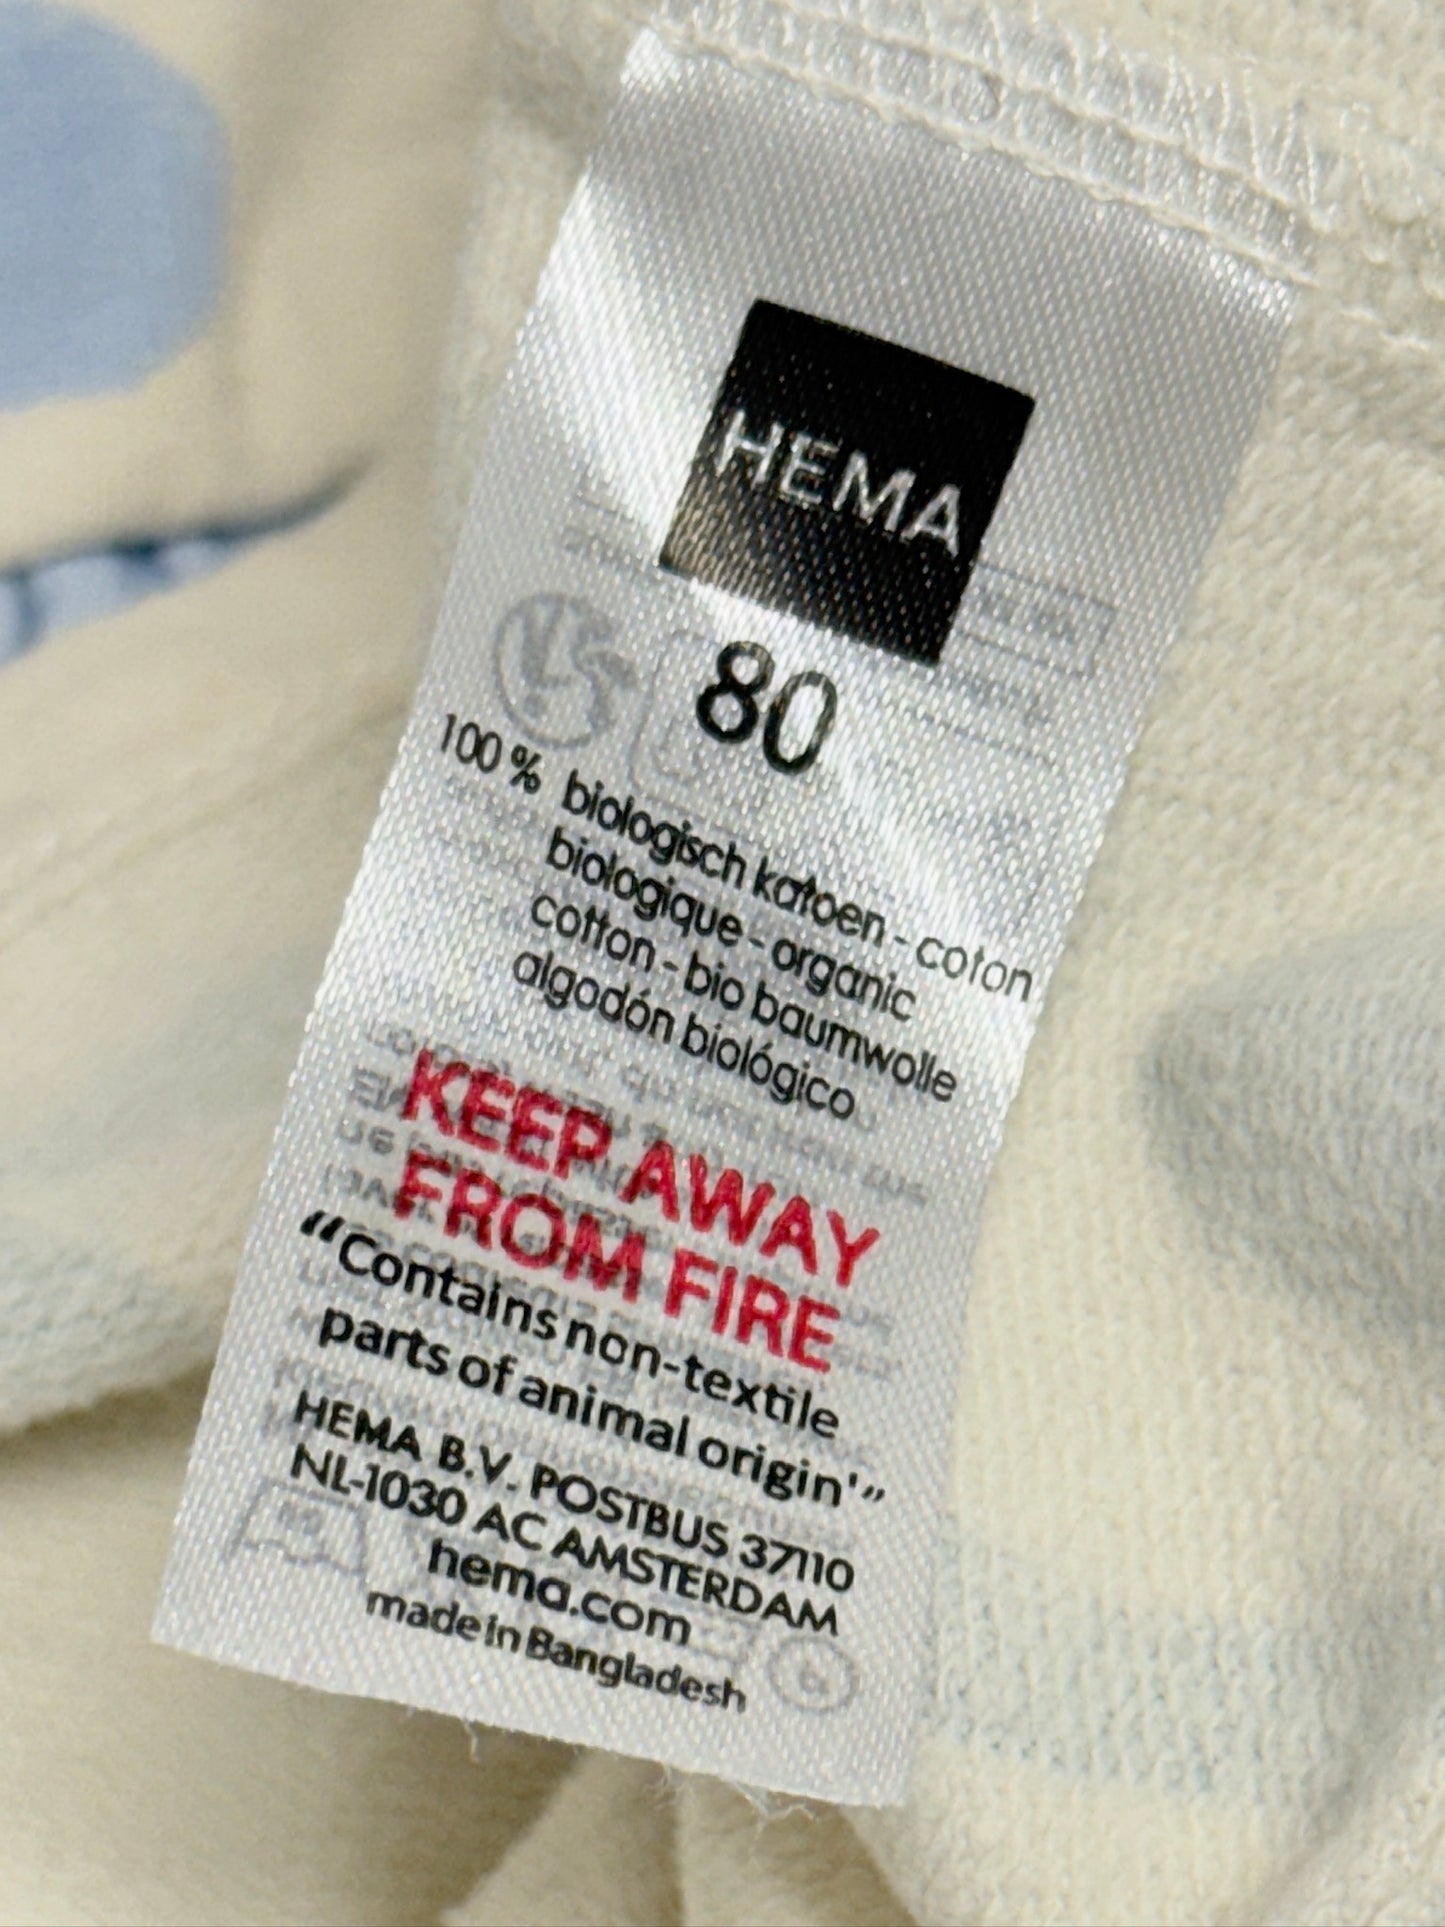 HEMA
80
100% biologisch katoen - coton
biologique - organic
cotton - bio baumwolle
algodón biológico
KEEP AWAY
FROM FIRE
“Contains non-textile
parts of animal origin'”
HEMA B.V. POSTBUS 37110
NL-1030 AC AMSTERDAM
hema.com
made in Bangladesh